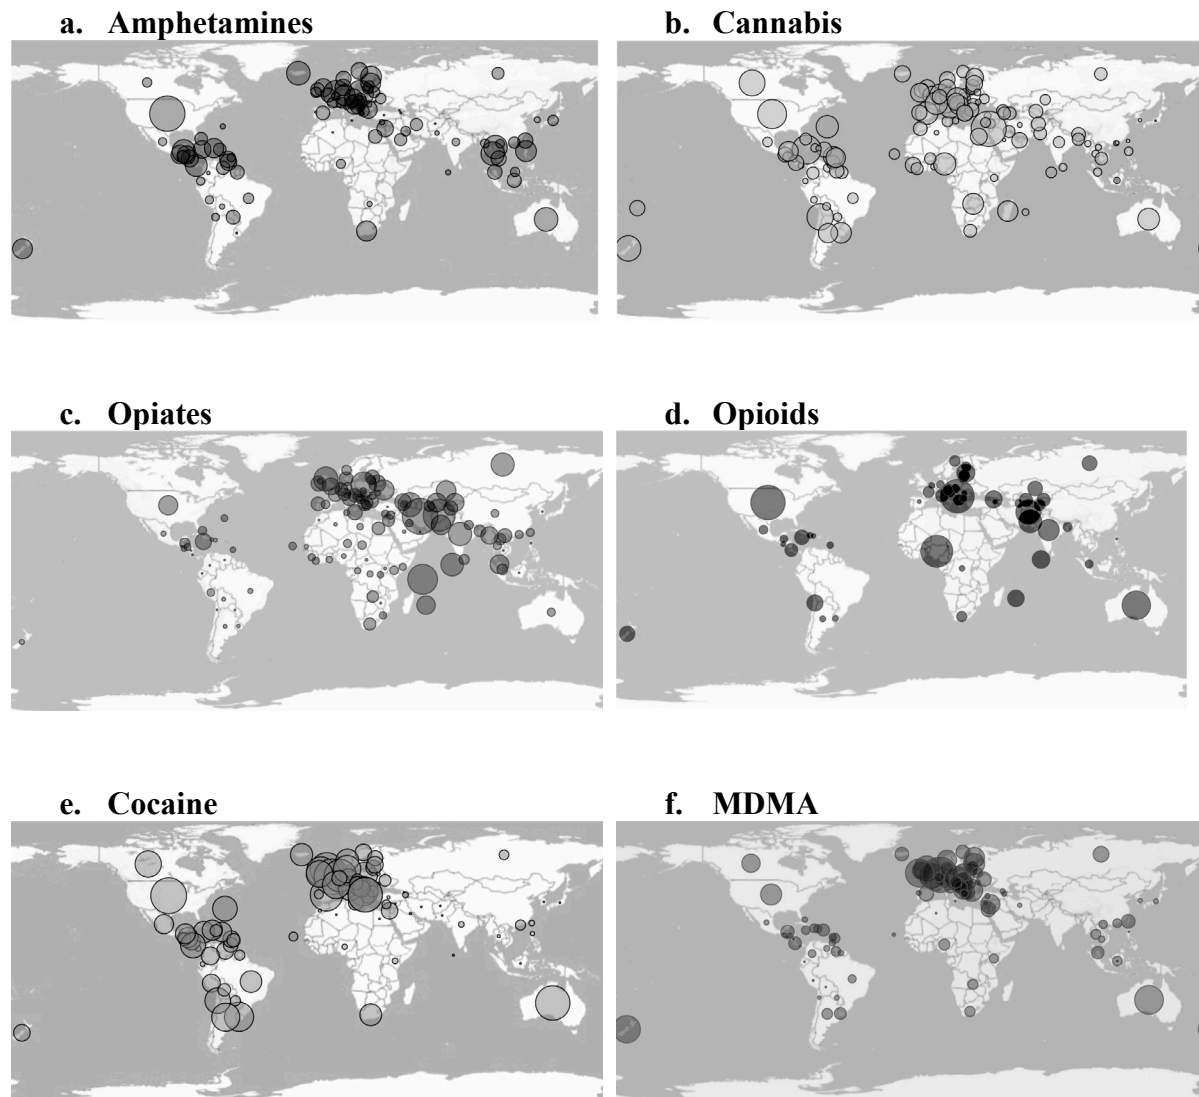 a. Amphetamines
b. Cannabis
c. Opiates
d. Opioids
e. Cocaine
f. MDMA